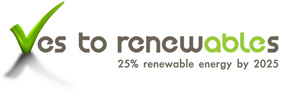 Yes to renewables
25% renewable energy by 2025